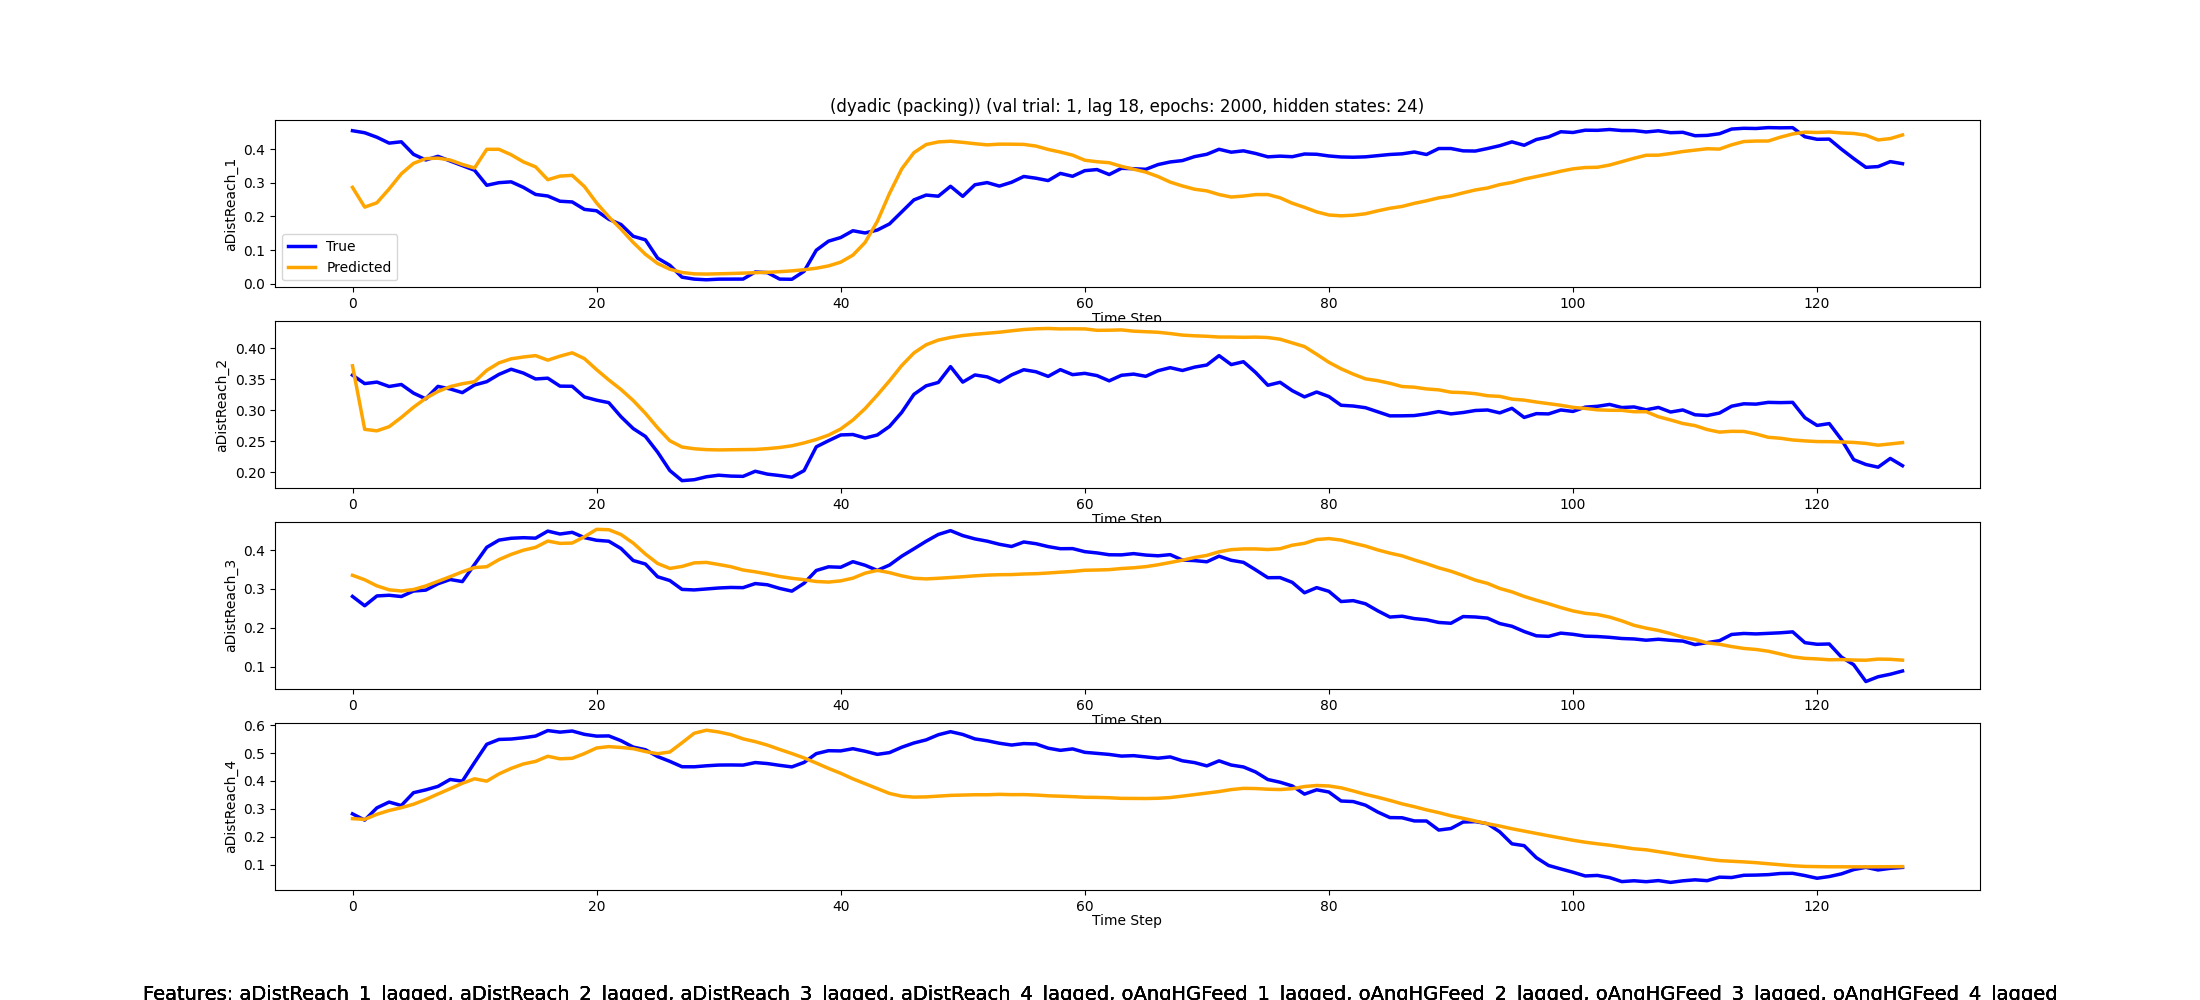 (dyadic (packing)) (val trial: 1, lag 18, epochs: 2000, hidden states: 24)
aDistReach_1
0.4
0.3
0.2
0.1
0.0
True
Predicted
0 20 40 60 80 100 120
Time Step
aDistReach_2
0.40
0.35
0.30
0.25
0.20
0 20 40 60 80 100 120
Time Step
aDistReach_3
0.4
0.3
0.2
0.1
0 20 40 60 80 100 120
Time Step
aDistReach_4
0.6
0.5
0.4
0.3
0.2
0.1
0 20 40 60 80 100 120
Time Step
Features: aDistReach_1_lagged, aDistReach_2_lagged, aDistReach_3_lagged, aDistReach_4_lagged, oAngHGFeed_1_lagged, oAngHGFeed_2_lagged, oAngHGFeed_3_lagged, oAngHGFeed_4_lagged